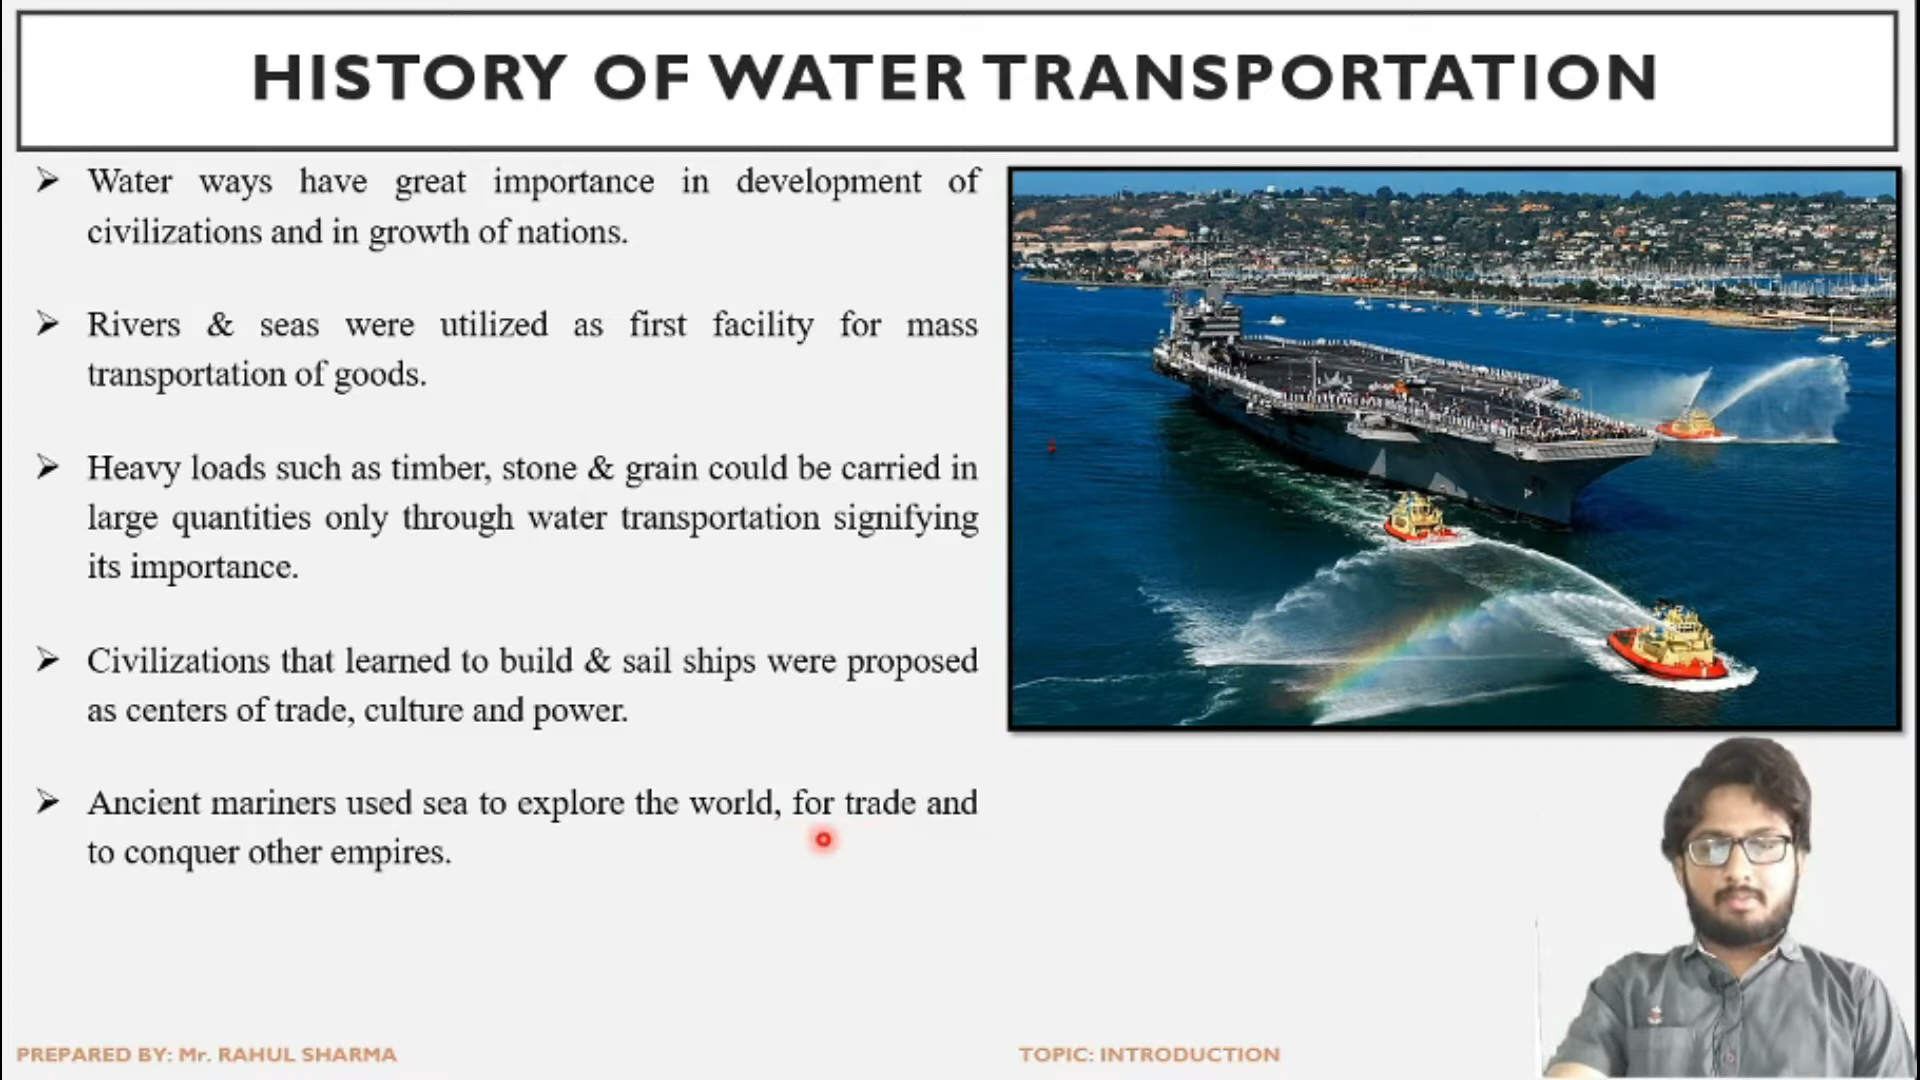 HISTORY OF WATER TRANSPORTATION
➢ Water ways have great importance in development of
civilizations and in growth of nations.
➢ Rivers & seas were utilized as first facility for mass
transportation of goods.
➢ Heavy loads such as timber, stone & grain could be carried in
large quantities only through water transportation signifying
its importance.
➢ Civilizations that learned to build & sail ships were proposed
as centers of trade, culture and power.
➢ Ancient mariners used sea to explore the world, for trade and
to conquer other empires.
PREPARED BY: Mr. RAHUL SHARMA
TOPIC: INTRODUCTION